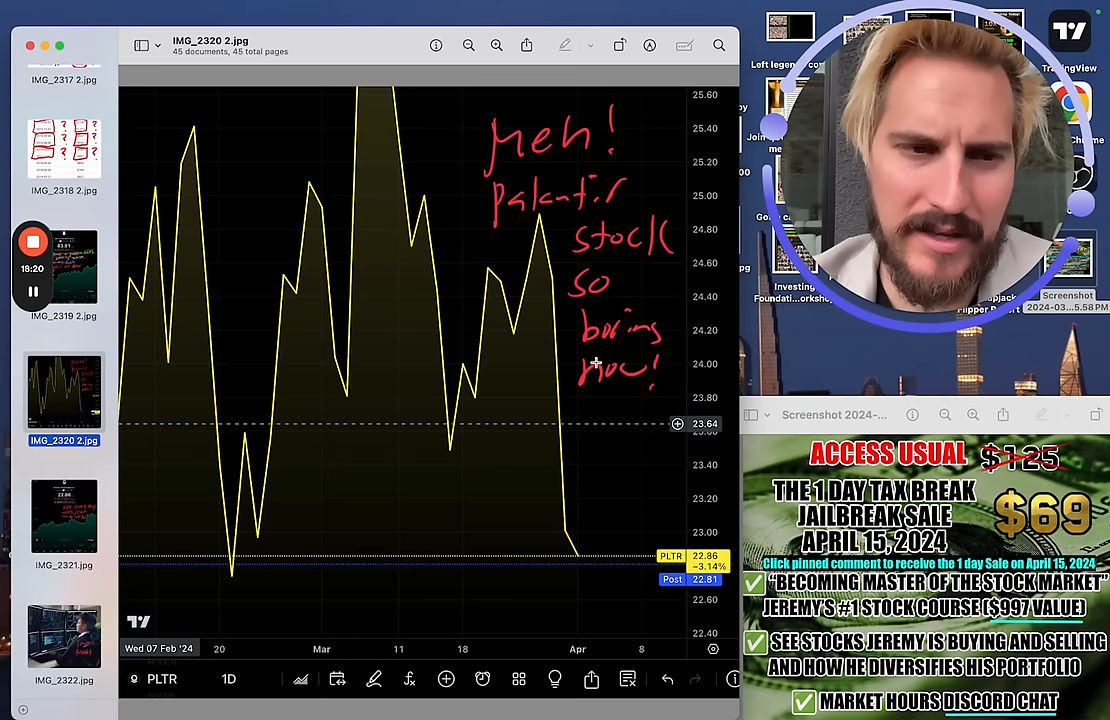 IMG_2320 2.jpg
45 documents, 45 total pages
IMG_2317 2.jpg
IMG_2318 2.jpg
18:20
IMG_2319 2.jpg
IMG_2320 2.jpg
IMG_2321.jpg
IMG_2322.jpg
Meh!
palantir
stock
so
boring
now!
25.60
25.40
25.20
25.00
24.80
24.60
24.40
24.20
24.00
23.80
23.64
23.40
23.20
23.00
PLTR 22.86
−3.14%
Post 22.81
22.60
22.40
Wed 07 Feb '24 20 Mar 11 18 Apr 8
PLTR 1D
Left legend
TradingView
Chrome
Investing
Foundati...orkshop
Flipper Report
Screenshot
2024-03...5.58 PM
Screenshot 2024-...
ACCESS USUAL $125
THE 1 DAY TAX BREAK
JAILBREAK SALE
APRIL 15, 2024
$69
Click pinned comment to receive the 1 day Sale on April 15, 2024
"BECOMING MASTER OF THE STOCK MARKET"
JEREMY'S #1 STOCK COURSE ($997 VALUE)
SEE STOCKS JEREMY IS BUYING AND SELLING
AND HOW HE DIVERSIFIES HIS PORTFOLIO
MARKET HOURS DISCORD CHAT